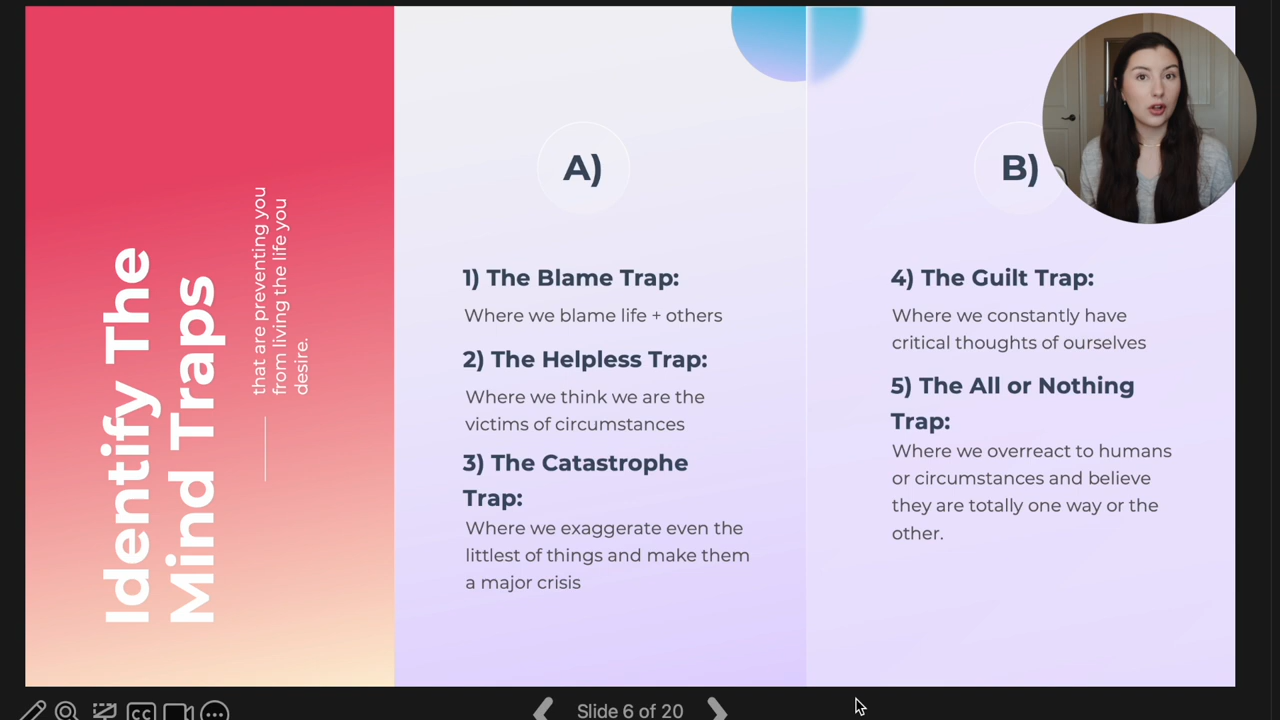 Identify The
Mind Traps
that are preventing you
from living the life you
desire.
A)
1) The Blame Trap:
Where we blame life + others
2) The Helpless Trap:
Where we think we are the
victims of circumstances
3) The Catastrophe
Trap:
Where we exaggerate even the
littlest of things and make them
a major crisis
B)
4) The Guilt Trap:
Where we constantly have
critical thoughts of ourselves
5) The All or Nothing
Trap:
Where we overreact to humans
or circumstances and believe
they are totally one way or the
other.
CC
Slide 6 of 20